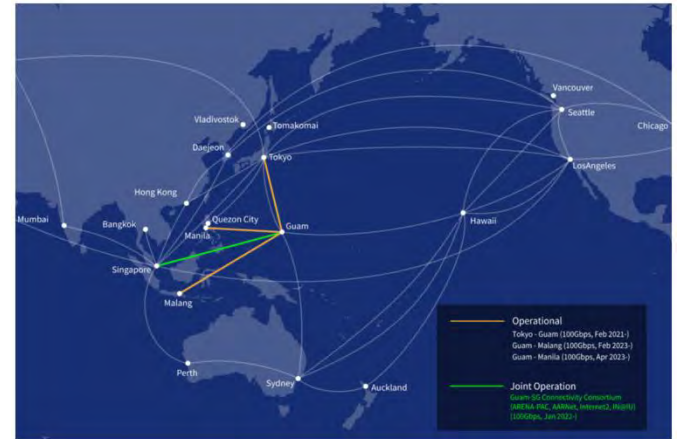 Vancouver
Seattle
Chicago
Vladivostok
Tomakomai
Daejeon
Tokyo
LosAngeles
Hong Kong
Mumbai
Bangkok
Quezon City
Manila
Guam
Hawaii
Singapore
Malang
Perth
Sydney
Auckland
Operational
Tokyo - Guam (100Gbps, Feb 2021-)
Guam - Malang (100Gbps, Feb 2023-)
Guam - Manila (100Gbps, Apr 2023-)
Joint Operation
Guam-SG Connectivity Consortium
(ARENA-PAC, AARNet, Internet2, IN@IU)
(100Gbps, Jan 2022-)